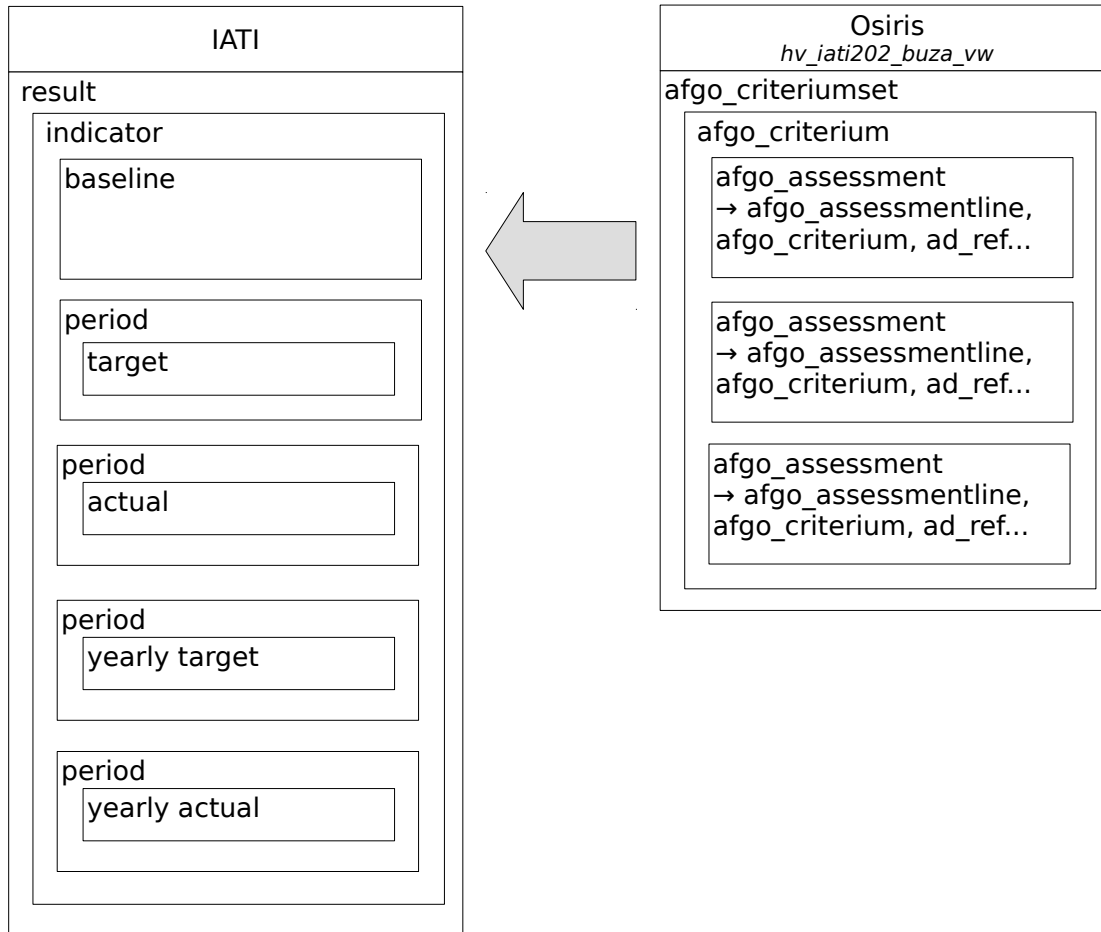 IATI
result
indicator
baseline
period
target
period
actual
period
yearly target
period
yearly actual
Osiris
hv_iati202_buza_vw
afgo_criteriumset
afgo_criterium
afgo_assessment
→ afgo_assessmentline,
afgo_criterium, ad_ref...
afgo_assessment
→ afgo_assessmentline,
afgo_criterium, ad_ref...
afgo_assessment
→ afgo_assessmentline,
afgo_criterium, ad_ref...